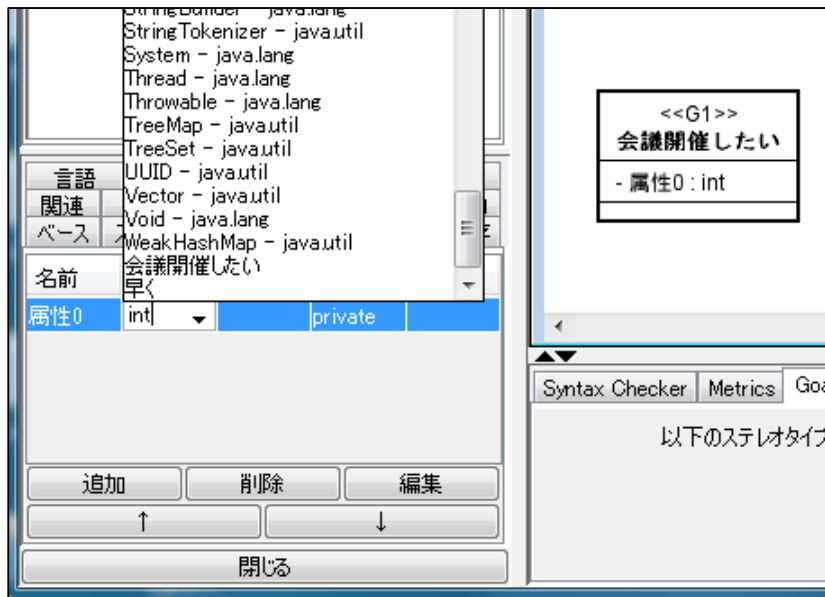 StringBuilder - java.lang
StringTokenizer - java.util
System - java.lang
Thread - java.lang
Throwable - java.lang
TreeMap - java.util
TreeSet - java.util
UUID - java.util
Vector - java.util
Void - java.lang
WeakHashMap - java.util
会議開催したい
早く
言語
関連
ベース
名前
属性0 int private
追加 削除 編集
↑ ↓
閉じる
<<G1>>
会議開催したい
- 属性0 : int
Syntax Checker Metrics
以下のステレオタイプ